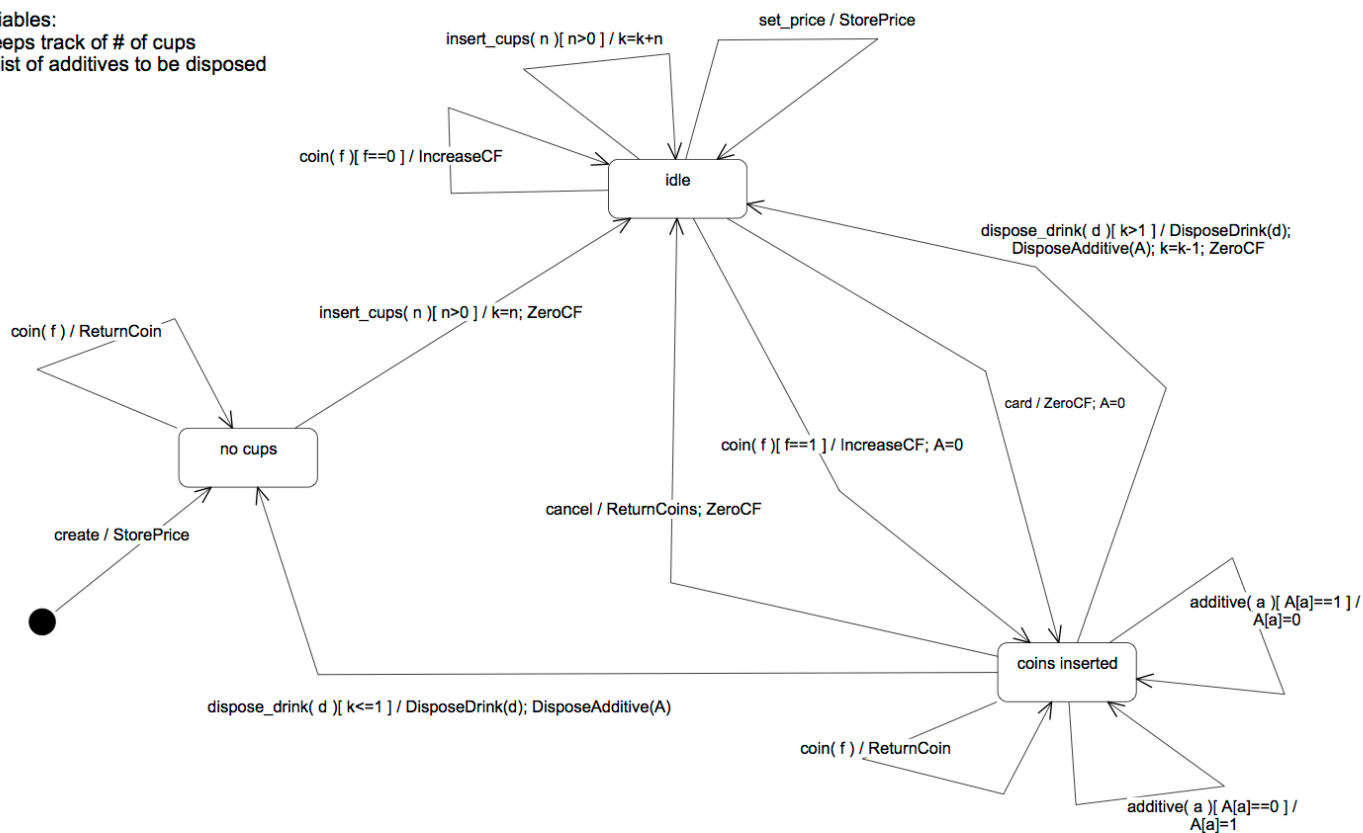 iables:
eeps track of # of cups
ist of additives to be disposed
set_price / StorePrice
insert_cups( n )[ n>0 ] / k=k+n
coin( f )[ f==0 ] / IncreaseCF
idle
dispose_drink( d )[ k>1 ] / DisposeDrink(d);
DisposeAdditive(A); k=k-1; ZeroCF
insert_cups( n )[ n>0 ] / k=n; ZeroCF
coin( f ) / ReturnCoin
card / ZeroCF; A=0
coin( f )[ f==1 ] / IncreaseCF; A=0
no cups
cancel / ReturnCoins; ZeroCF
create / StorePrice
additive( a )[ A[a]==1 ] /
A[a]=0
coins inserted
dispose_drink( d )[ k<=1 ] / DisposeDrink(d); DisposeAdditive(A)
coin( f ) / ReturnCoin
additive( a )[ A[a]==0 ] /
A[a]=1